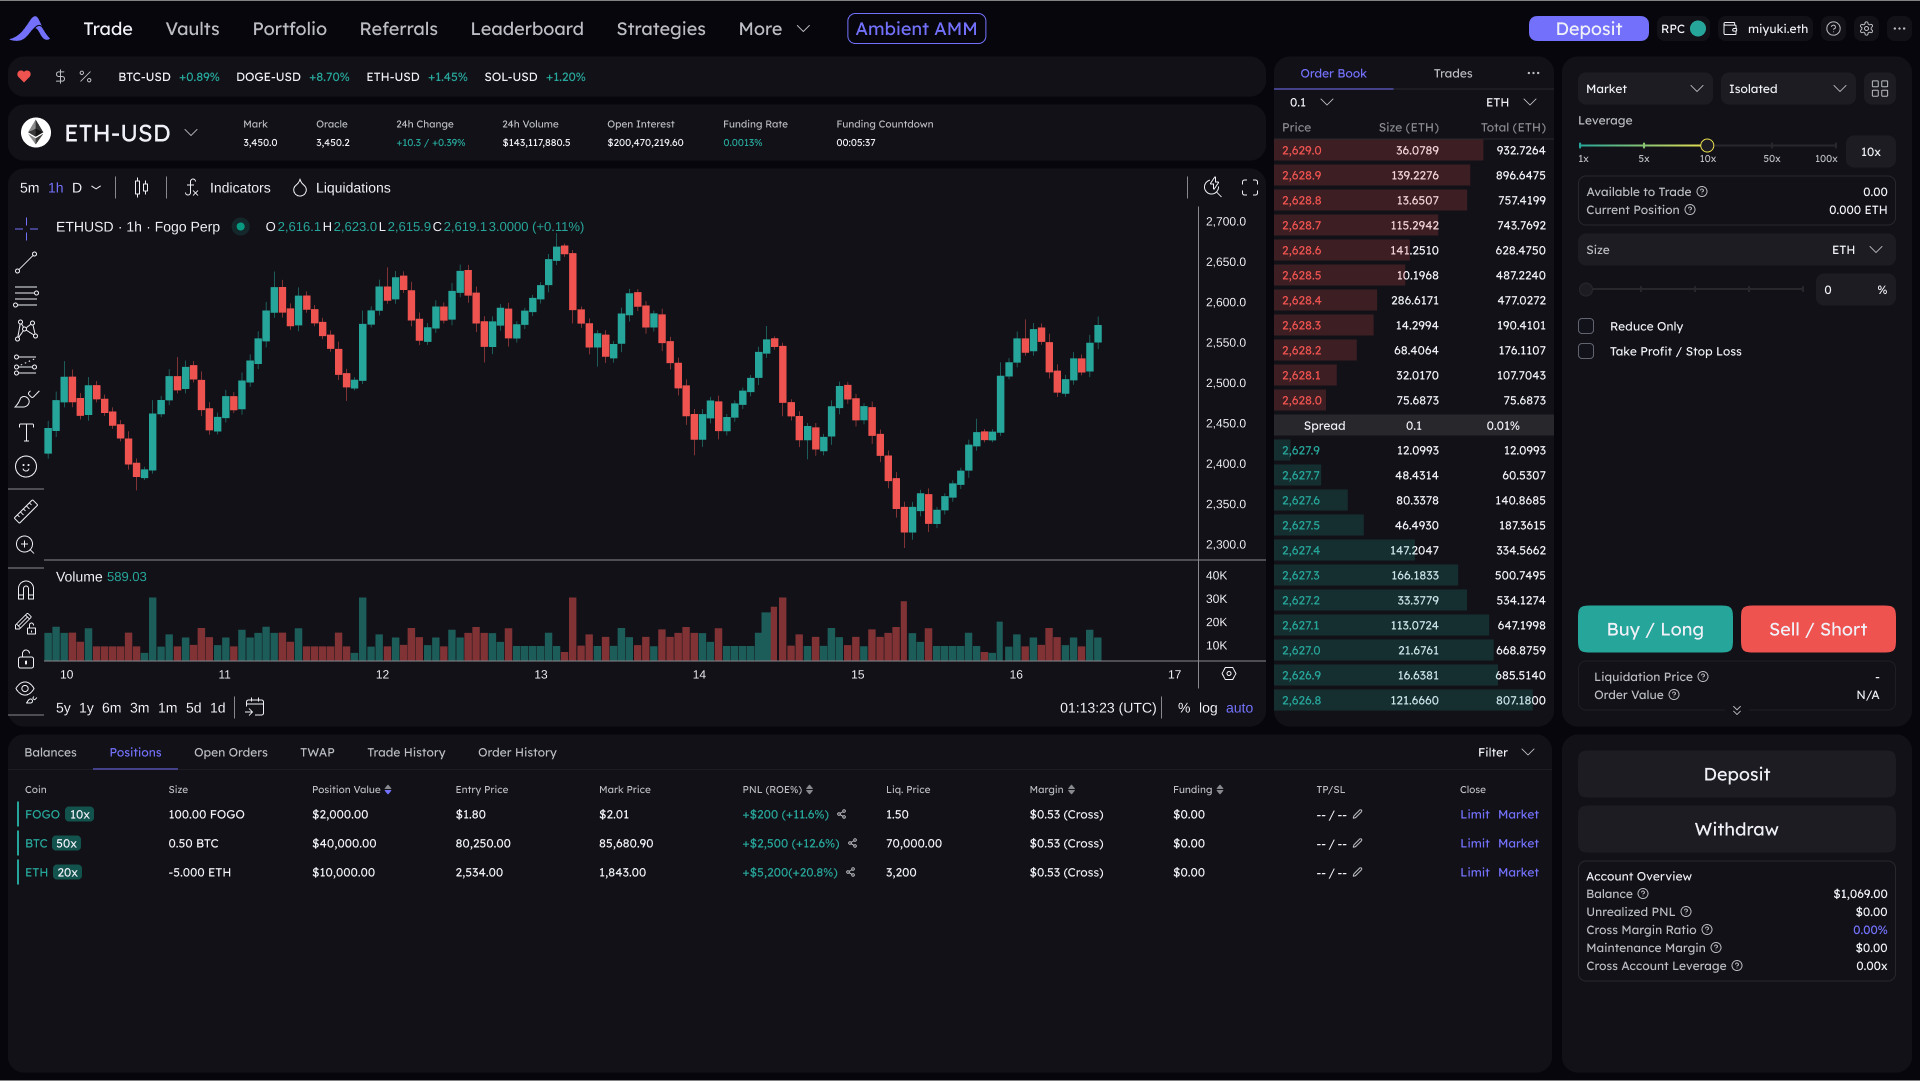 Trade Vaults Portfolio Referrals Leaderboard Strategies More Ambient AMM Deposit RPC miyuki.eth
$ % BTC-USD +0.89% DOGE-USD +8.70% ETH-USD +1.45% SOL-USD +1.20%
ETH-USD
Mark Oracle 24h Change 24h Volume Open Interest Funding Rate Funding Countdown
3,450.0 3,450.2 +10.3 / +0.39% $143,117,880.5 $200,470,219.60 0.0013% 00:05:37
5m 1h D Indicators Liquidations
ETHUSD · 1h · Fogo Perp O2,616.1H2,623.0L2,615.9C2,619.13.0000 (+0.11%)
2,700.0
2,650.0
2,600.0
2,550.0
2,500.0
2,450.0
2,400.0
2,350.0
2,300.0
Volume 589.03
40K
30K
20K
10K
10 11 12 13 14 15 16 17
5y 1y 6m 3m 1m 5d 1d 01:13:23 (UTC) % log auto
Order Book Trades
0.1 ETH
Price Size (ETH) Total (ETH)
2,629.0 36.0789 932.7264
2,628.9 139.2276 896.6475
2,628.8 13.6507 757.4199
2,628.7 115.2942 743.7692
2,628.6 141.2510 628.4750
2,628.5 10.1968 487.2240
2,628.4 286.6171 477.0272
2,628.3 14.2994 190.4101
2,628.2 68.4064 176.1107
2,628.1 32.0170 107.7043
2,628.0 75.6873 75.6873
Spread 0.1 0.01%
2,627.9 12.0993 12.0993
2,627.7 48.4314 60.5307
2,627.6 80.3378 140.8685
2,627.5 46.4930 187.3615
2,627.4 147.2047 334.5662
2,627.3 166.1833 500.7495
2,627.2 33.3779 534.1274
2,627.1 113.0724 647.1998
2,627.0 21.6761 668.8759
2,626.9 16.6381 685.5140
2,626.8 121.6660 807.1800
Market Isolated
Leverage
1x 5x 10x 50x 100x 10x
Available to Trade 0.00
Current Position 0.000 ETH
Size ETH
0 %
Reduce Only
Take Profit / Stop Loss
Buy / Long Sell / Short
Liquidation Price -
Order Value N/A
Balances Positions Open Orders TWAP Trade History Order History Filter
Coin Size Position Value Entry Price Mark Price PNL (ROE%) Liq. Price Margin Funding TP/SL Close
FOGO 10x 100.00 FOGO $2,000.00 $1.80 $2.01 +$200 (+11.6%) 1.50 $0.53 (Cross) $0.00 -- / -- Limit Market
BTC 50x 0.50 BTC $40,000.00 80,250.00 85,680.90 +$2,500 (+12.6%) 70,000.00 $0.53 (Cross) $0.00 -- / -- Limit Market
ETH 20x -5.000 ETH $10,000.00 2,534.00 1,843.00 +$5,200(+20.8%) 3,200 $0.53 (Cross) $0.00 -- / -- Limit Market
Deposit
Withdraw
Account Overview
Balance $1,069.00
Unrealized PNL $0.00
Cross Margin Ratio 0.00%
Maintenance Margin $0.00
Cross Account Leverage 0.00x